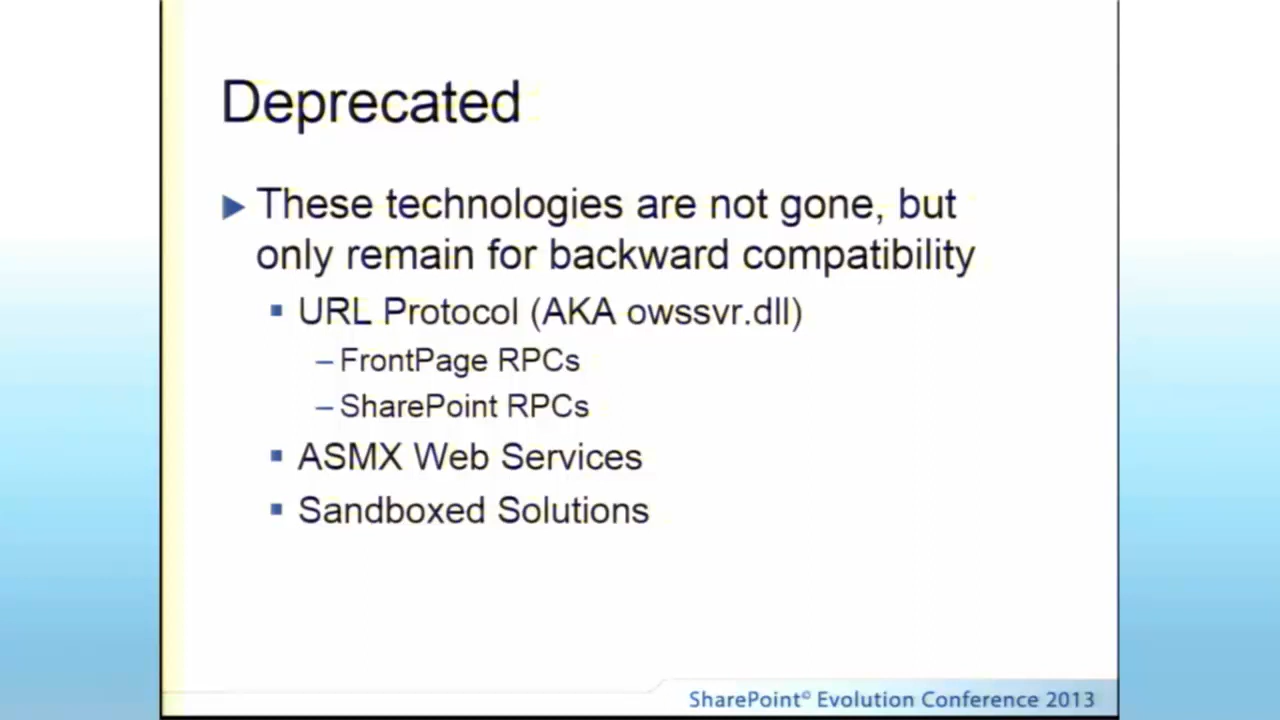 Deprecated
These technologies are not gone, but
only remain for backward compatibility
URL Protocol (AKA owssvr.dll)
– FrontPage RPCs
– SharePoint RPCs
ASMX Web Services
Sandboxed Solutions
SharePoint© Evolution Conference 2013